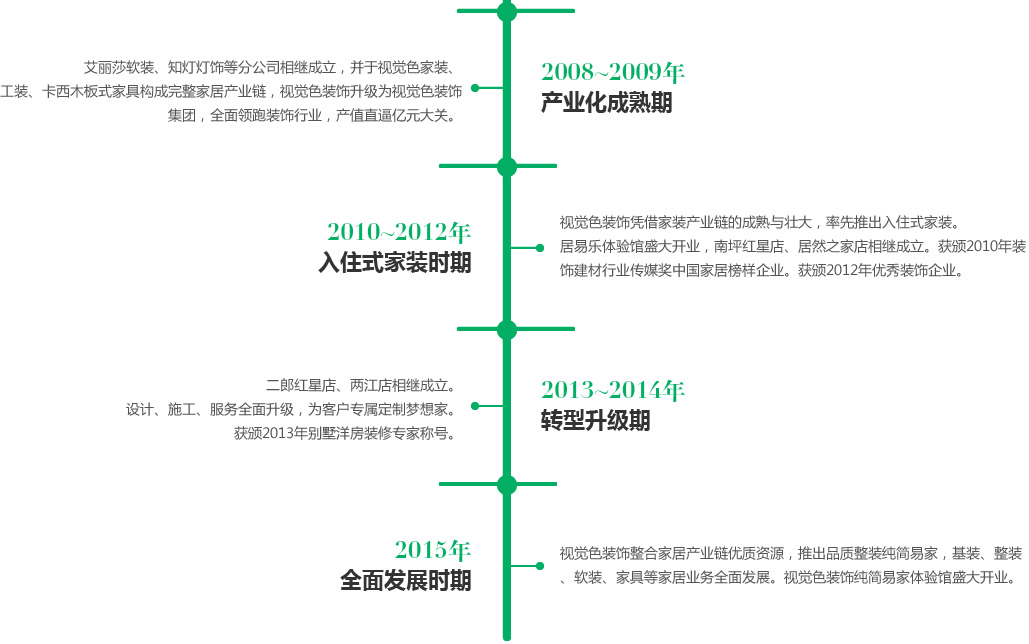 艾丽莎软装、知灯灯饰等分公司相继成立，并于视觉色家装、
工装、卡西木板式家具构成完整家居产业链，视觉色装饰升级为视觉色装饰
集团，全面领跑装饰行业，产值直逼亿元大关。
2008~2009年
产业化成熟期
2010~2012年
入住式家装时期
视觉色装饰凭借家装产业链的成熟与壮大，率先推出入住式家装。
居易乐体验馆盛大开业，南坪红星店、居然之家店相继成立。获颁2010年装
饰建材行业传媒奖中国家居榜样企业。获颁2012年优秀装饰企业。
二郎红星店、两江店相继成立。
设计、施工、服务全面升级，为客户专属定制梦想家。
获颁2013年别墅洋房装修专家称号。
2013~2014年
转型升级期
2015年
全面发展时期
视觉色装饰整合家居产业链优质资源，推出品质整装纯简易家，基装、整装
、软装、家具等家居业务全面发展。视觉色装饰纯简易家体验馆盛大开业。